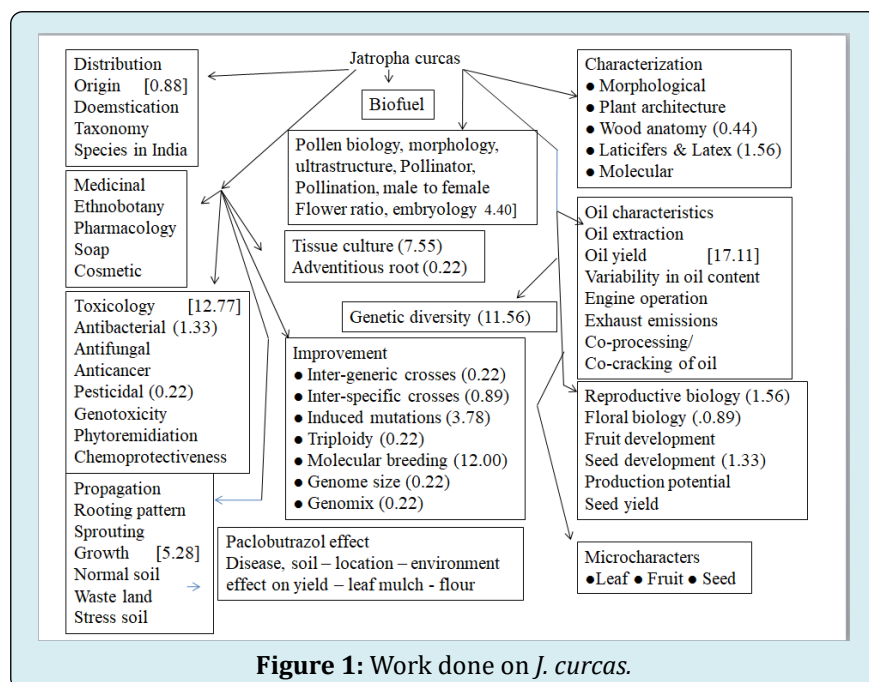 Jatropha curcas
Biofuel
Distribution
Origin [0.88]
Doemstication
Taxonomy
Species in India
Medicinal
Ethnobotany
Pharmacology
Soap
Cosmetic
Toxicology [12.77]
Antibacterial (1.33)
Antifungal
Anticancer
Pesticidal (0.22)
Genotoxicity
Phytoremidiation
Chemoprotectiveness
Propagation
Rooting pattern
Sprouting
Growth [5.28]
Normal soil
Waste land
Stress soil
Pollen biology, morphology,
ultrastructure, Pollinator,
Pollination, male to female
Flower ratio, embryology 4.40]
Tissue culture (7.55)
Adventitious root (0.22)
Genetic diversity (11.56)
Improvement
● Inter-generic crosses (0.22)
● Inter-specific crosses (0.89)
● Induced mutations (3.78)
● Triploidy (0.22)
● Molecular breeding (12.00)
● Genome size (0.22)
● Genomix (0.22)
Paclobutrazol effect
Disease, soil – location – environment
effect on yield – leaf mulch - flour
Characterization
● Morphological
● Plant architecture
● Wood anatomy (0.44)
● Laticifers & Latex (1.56)
● Molecular
Oil characteristics
Oil extraction
Oil yield [17.11]
Variability in oil content
Engine operation
Exhaust emissions
Co-processing/
Co-cracking of oil
Reproductive biology (1.56)
Floral biology (.0.89)
Fruit development
Seed development (1.33)
Production potential
Seed yield
Microcharacters
●Leaf ● Fruit ● Seed
Figure 1: Work done on J. curcas.